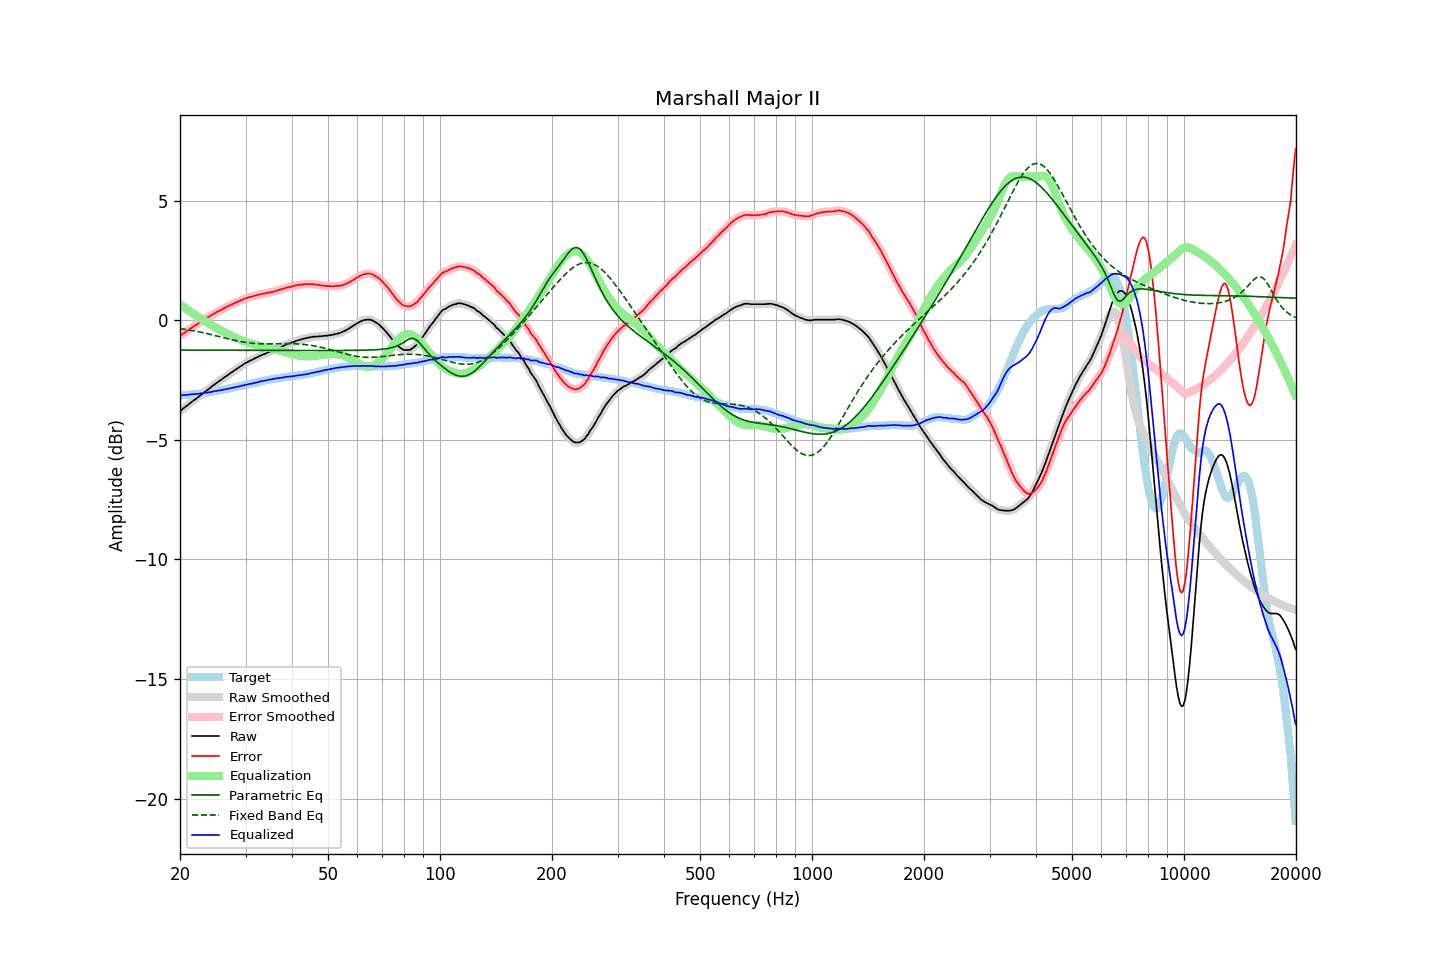 Marshall Major II
Amplitude (dBr)
5
0
−5
−10
−15
−20
Target
Raw Smoothed
Error Smoothed
Raw
Error
Equalization
Parametric Eq
Fixed Band Eq
Equalized
20 50 100 200 500 1000 2000 5000 10000 20000
Frequency (Hz)